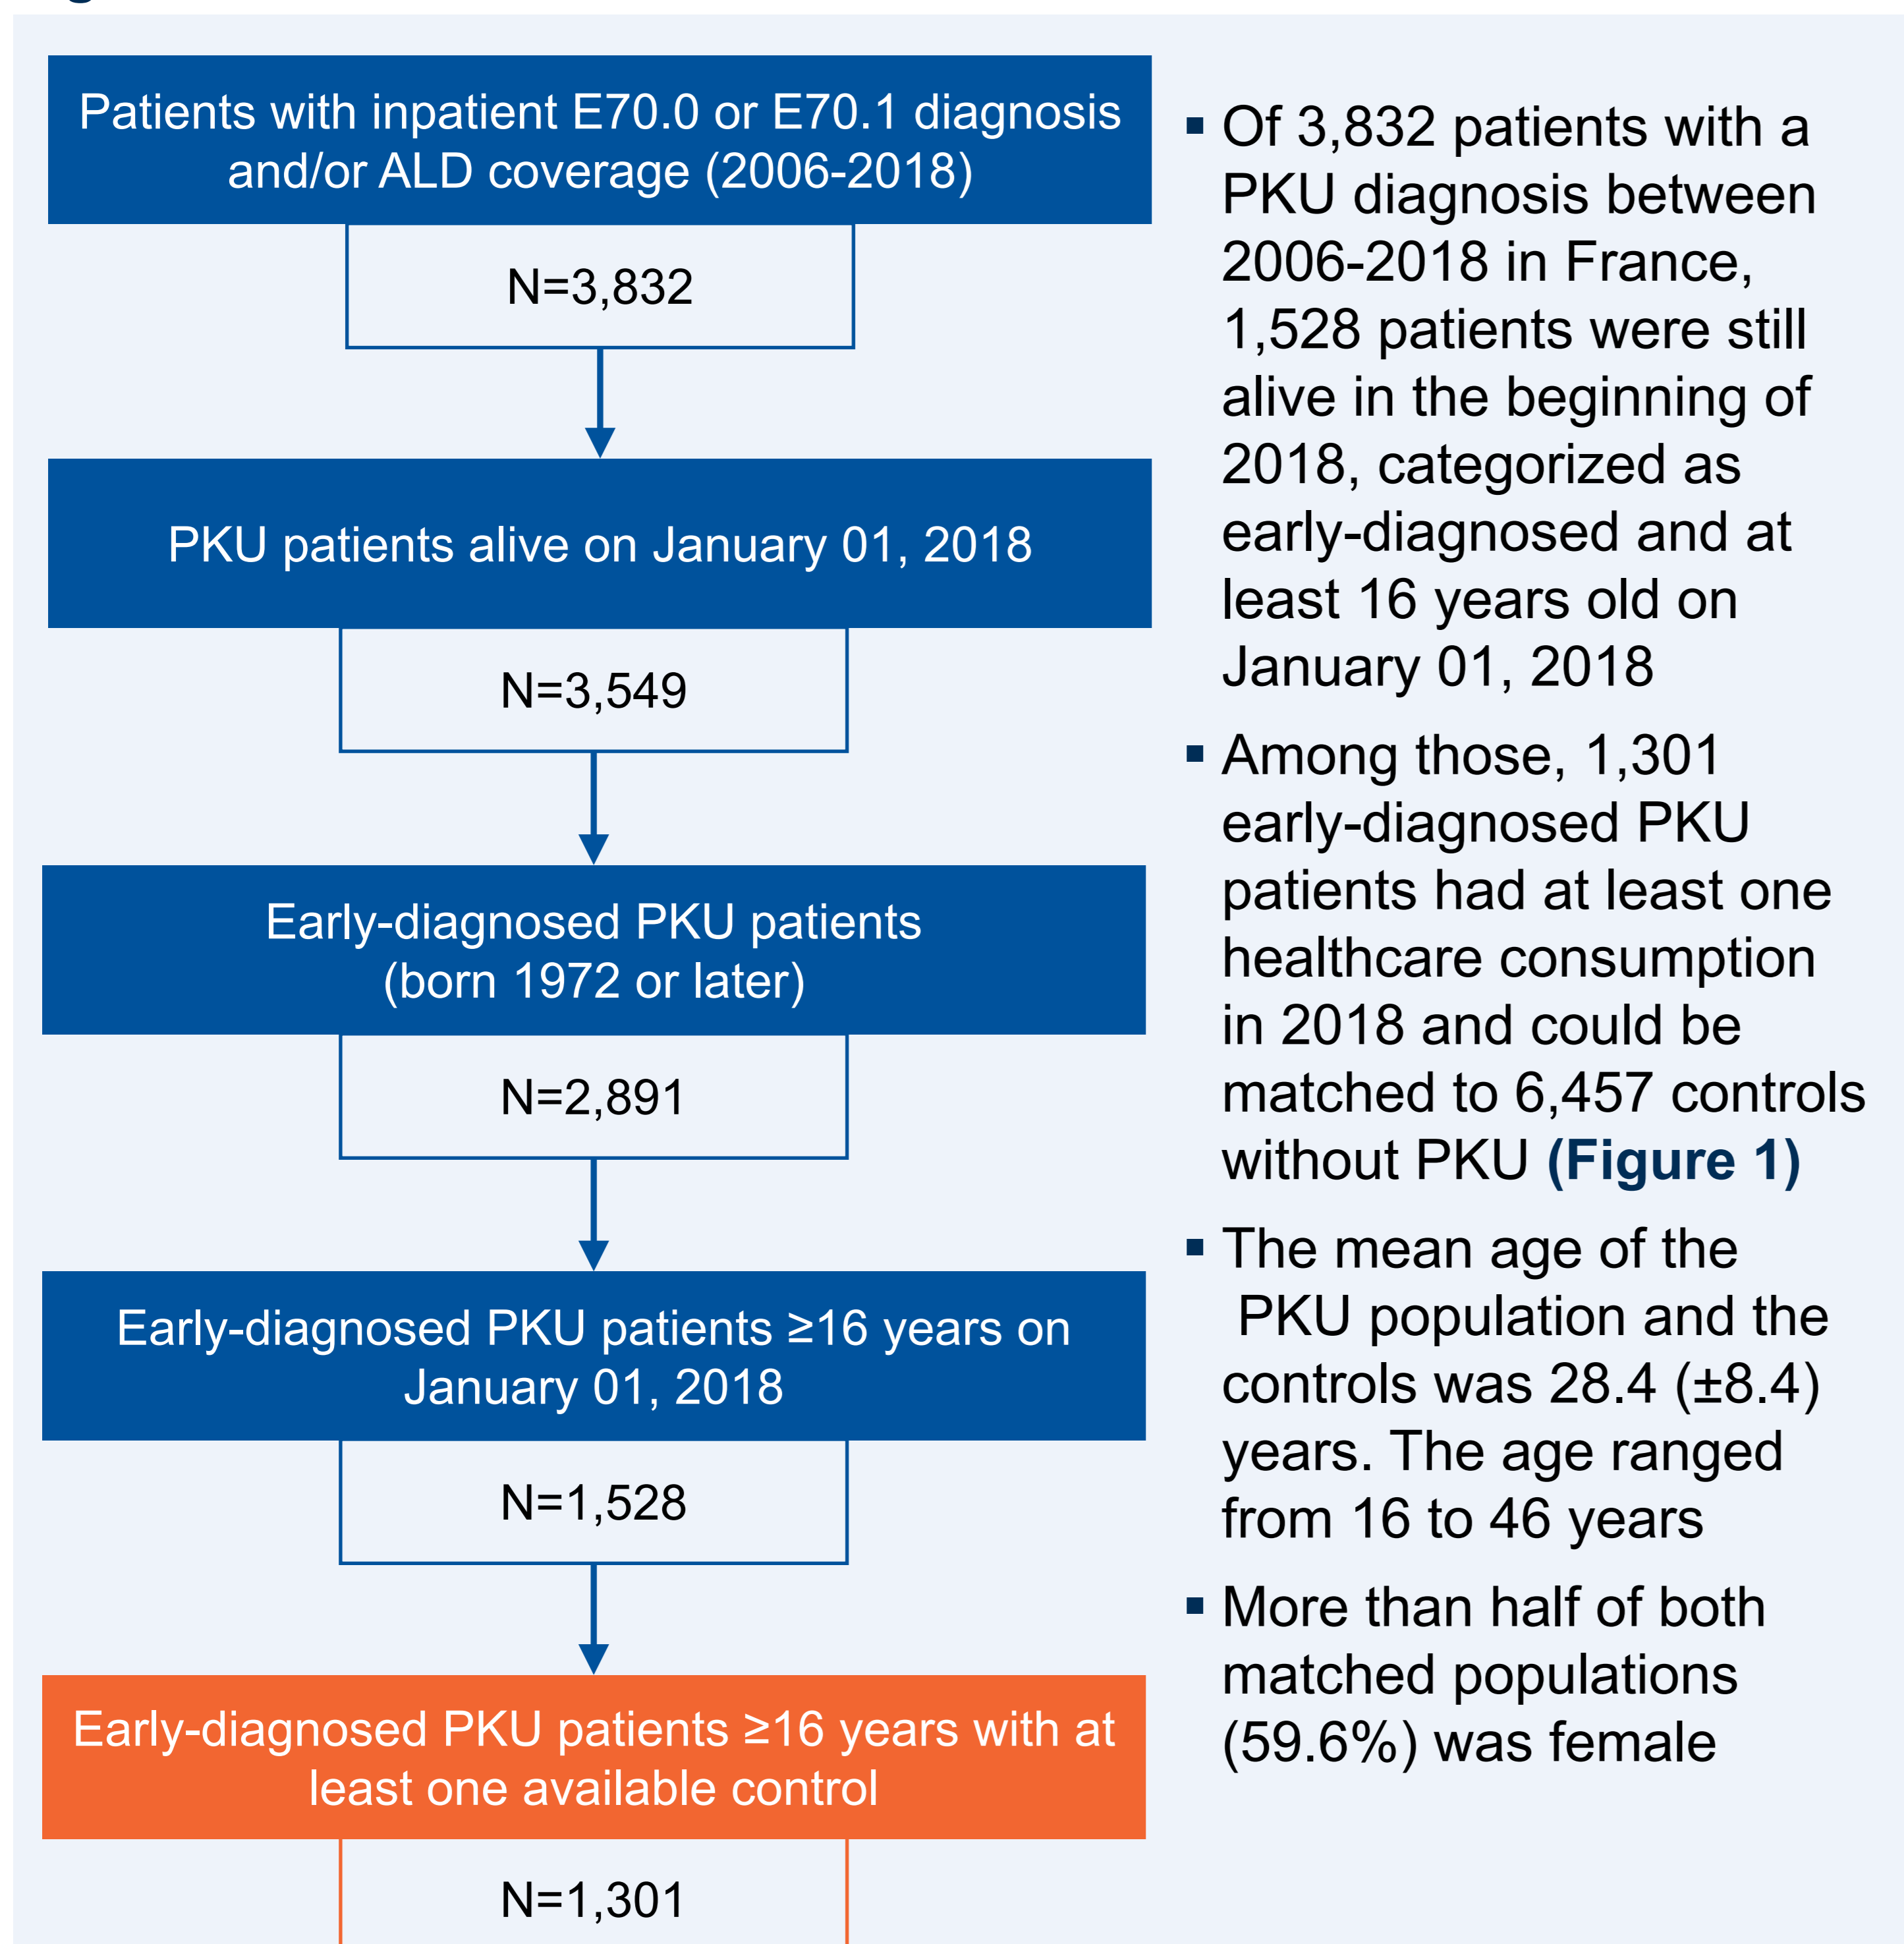 Patients with inpatient E70.0 or E70.1 diagnosis
and/or ALD coverage (2006-2018)
N=3,832
PKU patients alive on January 01, 2018
N=3,549
Early-diagnosed PKU patients
(born 1972 or later)
N=2,891
Early-diagnosed PKU patients ≥16 years on
January 01, 2018
N=1,528
Early-diagnosed PKU patients ≥16 years with at
least one available control
N=1,301
▪ Of 3,832 patients with a
PKU diagnosis between
2006-2018 in France,
1,528 patients were still
alive in the beginning of
2018, categorized as
early-diagnosed and at
least 16 years old on
January 01, 2018
▪ Among those, 1,301
early-diagnosed PKU
patients had at least one
healthcare consumption
in 2018 and could be
matched to 6,457 controls
without PKU (Figure 1)
▪ The mean age of the
PKU population and the
controls was 28.4 (±8.4)
years. The age ranged
from 16 to 46 years
▪ More than half of both
matched populations
(59.6%) was female